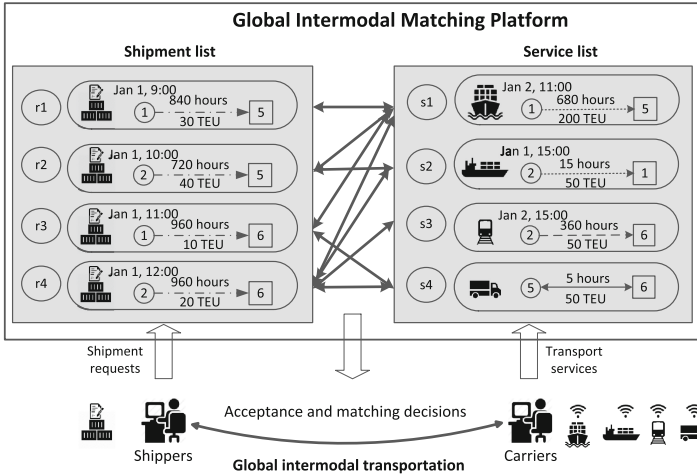 Global Intermodal Matching Platform
Shipment list
Service list
r1
Jan 1, 9:00
1
840 hours
30 TEU
5
r2
Jan 1, 10:00
2
720 hours
40 TEU
5
r3
Jan 1, 11:00
1
960 hours
10 TEU
6
r4
Jan 1, 12:00
2
960 hours
20 TEU
6
s1
Jan 2, 11:00
1
680 hours
200 TEU
5
s2
Jan 1, 15:00
2
15 hours
50 TEU
1
s3
Jan 2, 15:00
2
360 hours
50 TEU
6
s4
5
5 hours
50 TEU
6
Shipment
requests
Transport
services
Acceptance and matching decisions
Shippers
Carriers
Global intermodal transportation